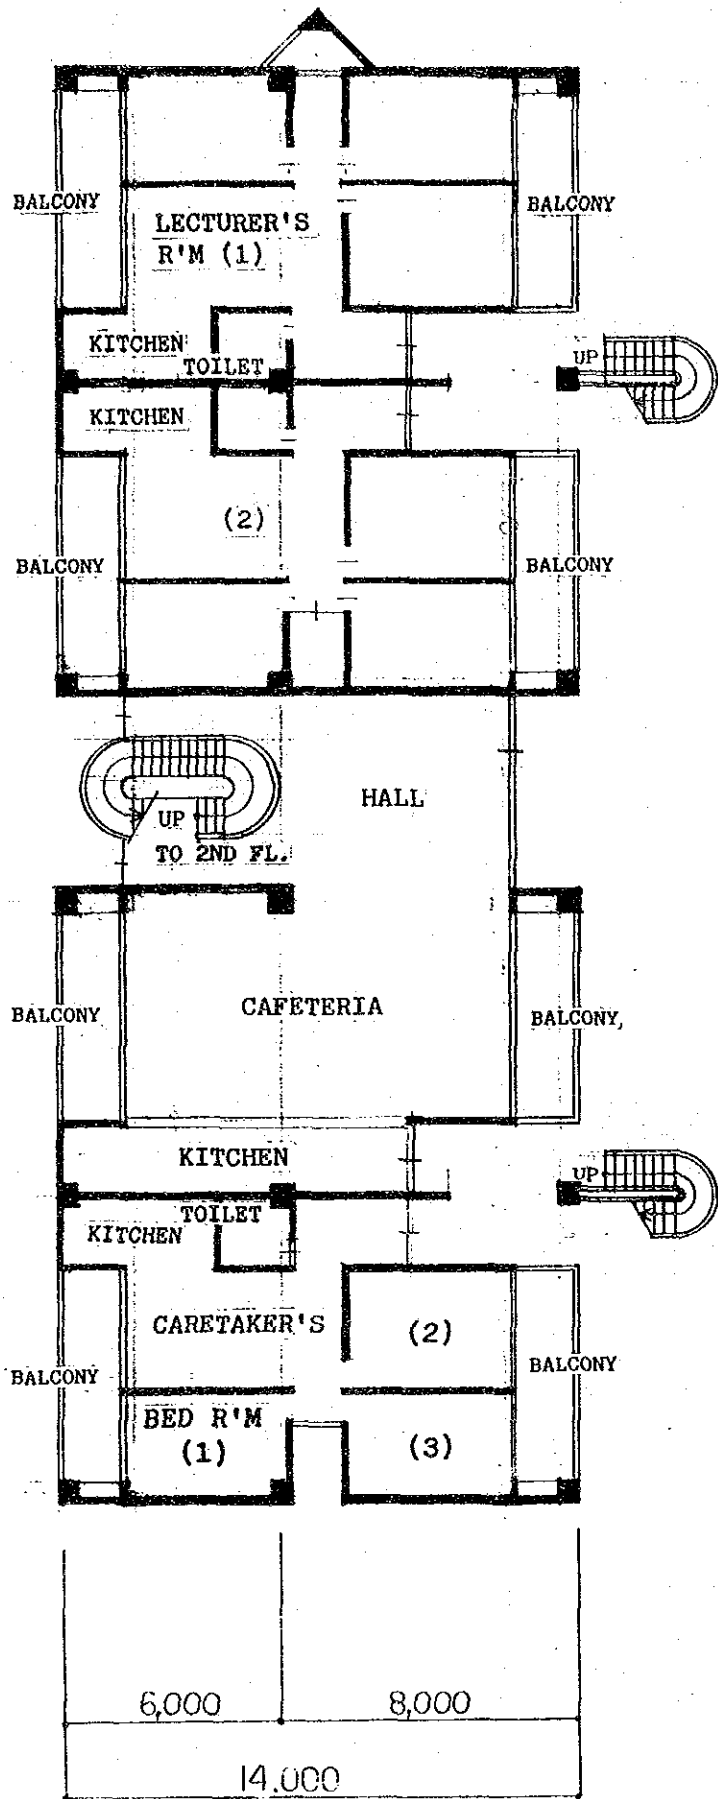 BALCONY
BALCONY
LECTURER'S
R'M (1)
KITCHEN
TOILET
UP
KITCHEN
(2)
BALCONY
BALCONY
HALL
UP
TO 2ND FL.
CAFETERIA
BALCONY
BALCONY,
KITCHEN
UP
TOILET
KITCHEN
CARETAKER'S
(2)
BALCONY
BALCONY
BED R'M
(1)
(3)
6,000
8,000
14.000